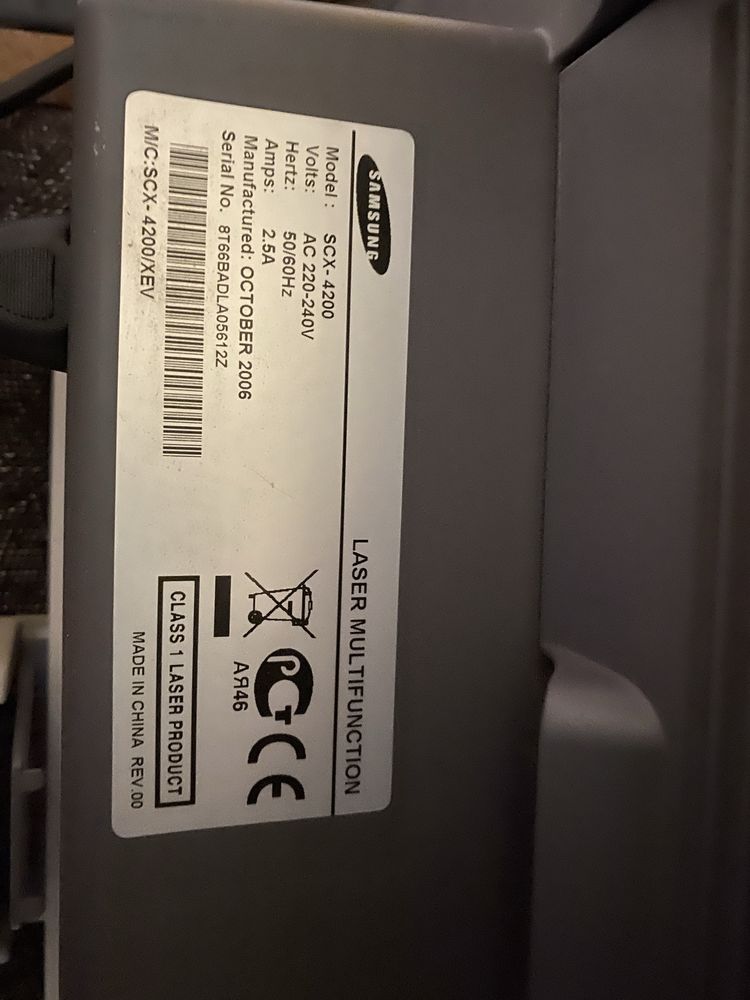 SAMSUNG
LASER MULTIFUNCTION
Model : SCX- 4200
Volts: AC 220-240V
Hertz: 50/60Hz
Amps: 2.5A
Manufactured: OCTOBER 2006
Serial No. 8T66BADLA05612Z
M/C:SCX- 4200/XEV
РСТ CE
АЯ46
CLASS 1 LASER PRODUCT
MADE IN CHINA REV.00